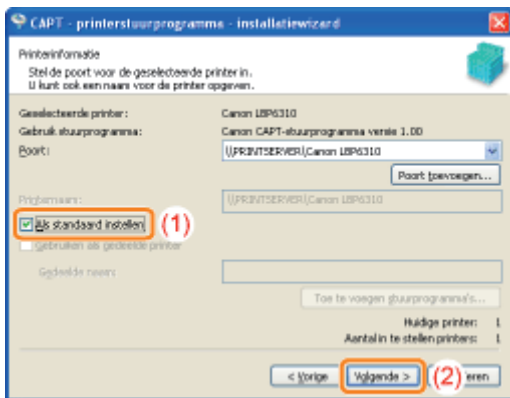 CAPT - printerstuurprogramma - installatiewizard
Printerinformatie
Stel de poort voor de geselecteerde printer in.
U kunt ook een naam voor de printer opgeven.
Geselecteerde printer: Canon LBP6310
Gebruik stuurprogramma: Canon CAPT-stuurprogramma versie 1.00
Poort: \\PRINTSERVER\Canon LBP6310
Poort toevoegen...
Printernaam: \\PRINTSERVER\Canon LBP6310
Als standaard instellen (1)
Gebruiken als gedeelde printer
Gedeelde naam:
Toe te voegen stuurprogramma's...
Huidige printer: 1
Aantal in te stellen printers: 1
< Vorige Volgende > (2) eren